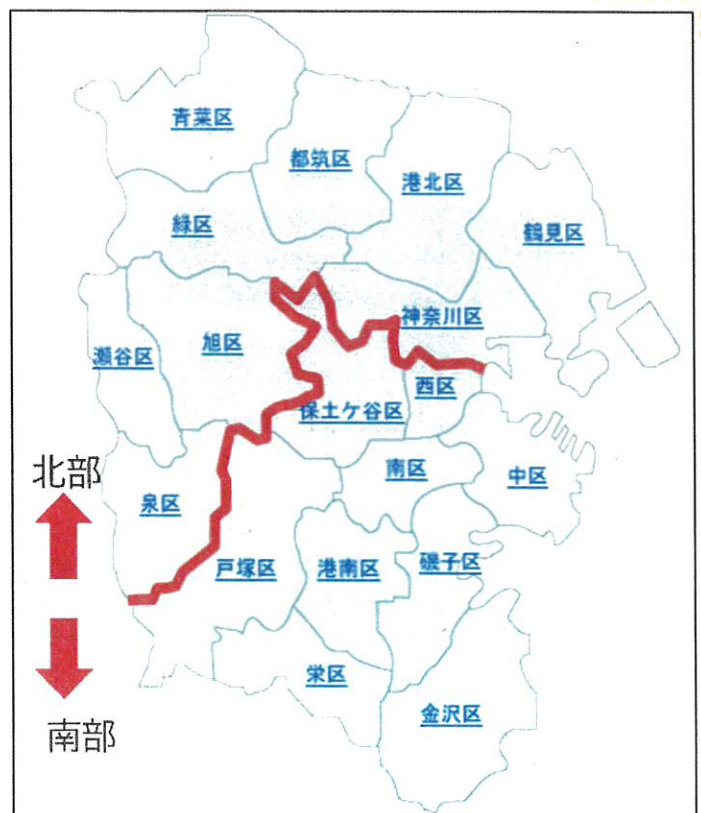 青葉区
都筑区
港北区
緑区
鶴見区
神奈川区
旭区
瀬谷区
西区
保土ケ谷区
南区
中区
北部
泉区
戸塚区
港南区
磯子区
栄区
金沢区
南部